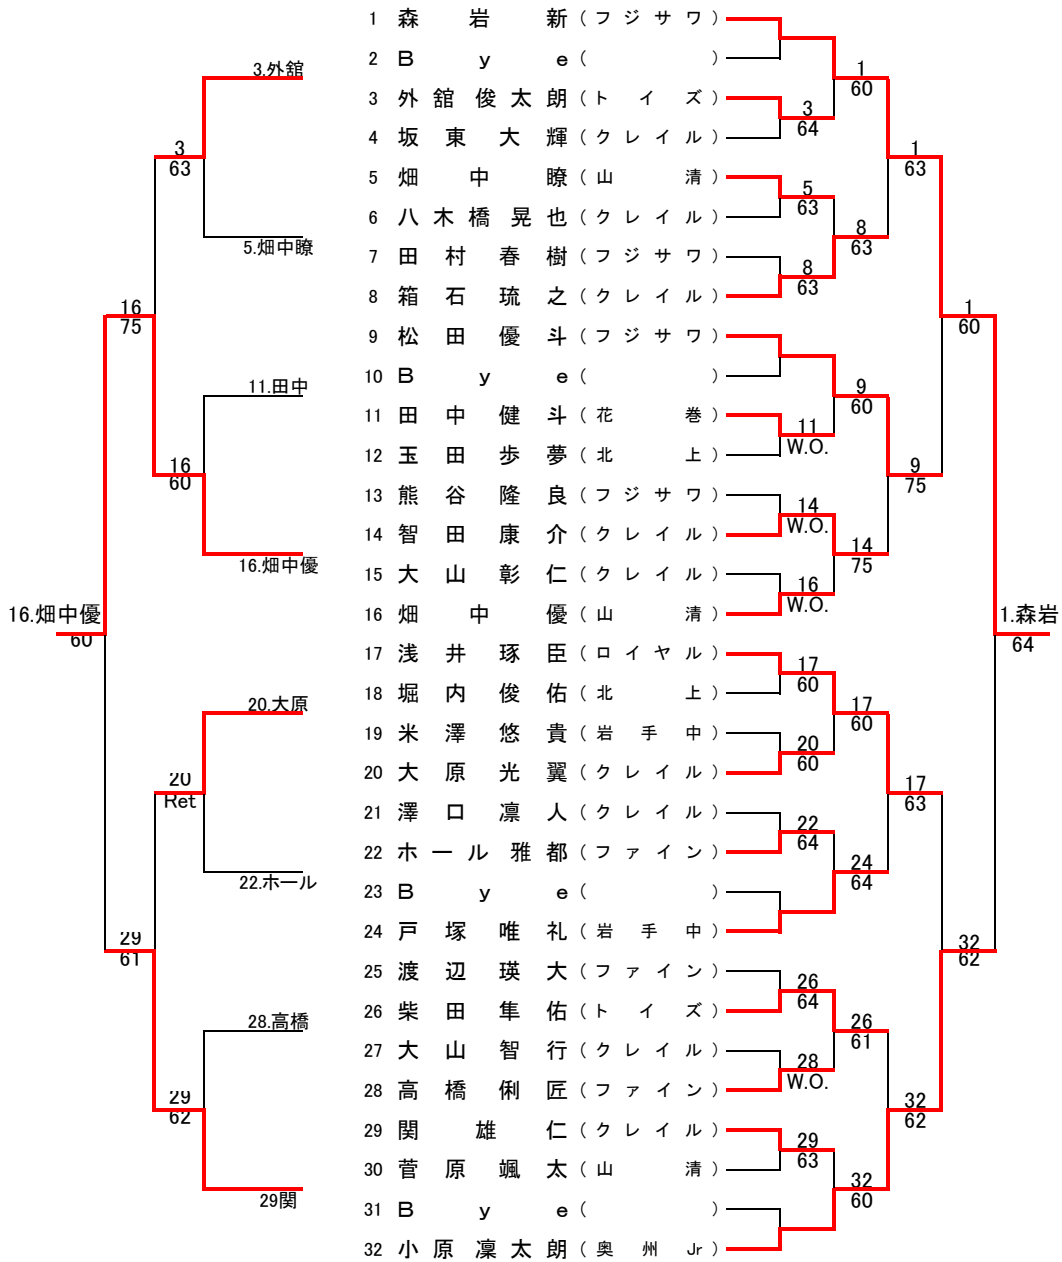 1 森岩新 (フジサワ)
2 Bye ( )
3 外舘俊太朗 (トイズ)
4 坂東大輝 (クレイル)
5 畑中瞭 (山清)
6 八木橋晃也 (クレイル)
7 田村春樹 (フジサワ)
8 箱石琉之 (クレイル)
9 松田優斗 (フジサワ)
10 Bye ( )
11 田中健斗 (花巻)
12 玉田歩夢 (北上)
13 熊谷隆良 (フジサワ)
14 智田康介 (クレイル)
15 大山彰仁 (クレイル)
16 畑中優 (山清)
17 浅井琢臣 (ロイヤル)
18 堀内俊佑 (北上)
19 米澤悠貴 (岩手中)
20 大原光翼 (クレイル)
21 澤口凛人 (クレイル)
22 ホール雅都 (ファイン)
23 Bye ( )
24 戸塚唯礼 (岩手中)
25 渡辺瑛大 (ファイン)
26 柴田隼佑 (トイズ)
27 大山智行 (クレイル)
28 高橋俐匠 (ファイン)
29 関雄仁 (クレイル)
30 菅原颯太 (山清)
31 Bye ( )
32 小原凜太朗 (奥州Jr)
3
64
5
63
8
63
11
W.O.
14
W.O.
16
W.O.
17
60
20
60
22
64
26
64
28
W.O.
29
63
1
60
8
63
9
60
14
75
17
60
24
64
26
61
32
60
1
63
9
75
17
63
32
62
1
60
32
62
1.森岩
64
3.外舘
5.畑中瞭
11.田中
16.畑中優
20.大原
22.ホール
28.高橋
29関
3
63
16
60
20
Ret
29
62
16
75
29
61
16.畑中優
60